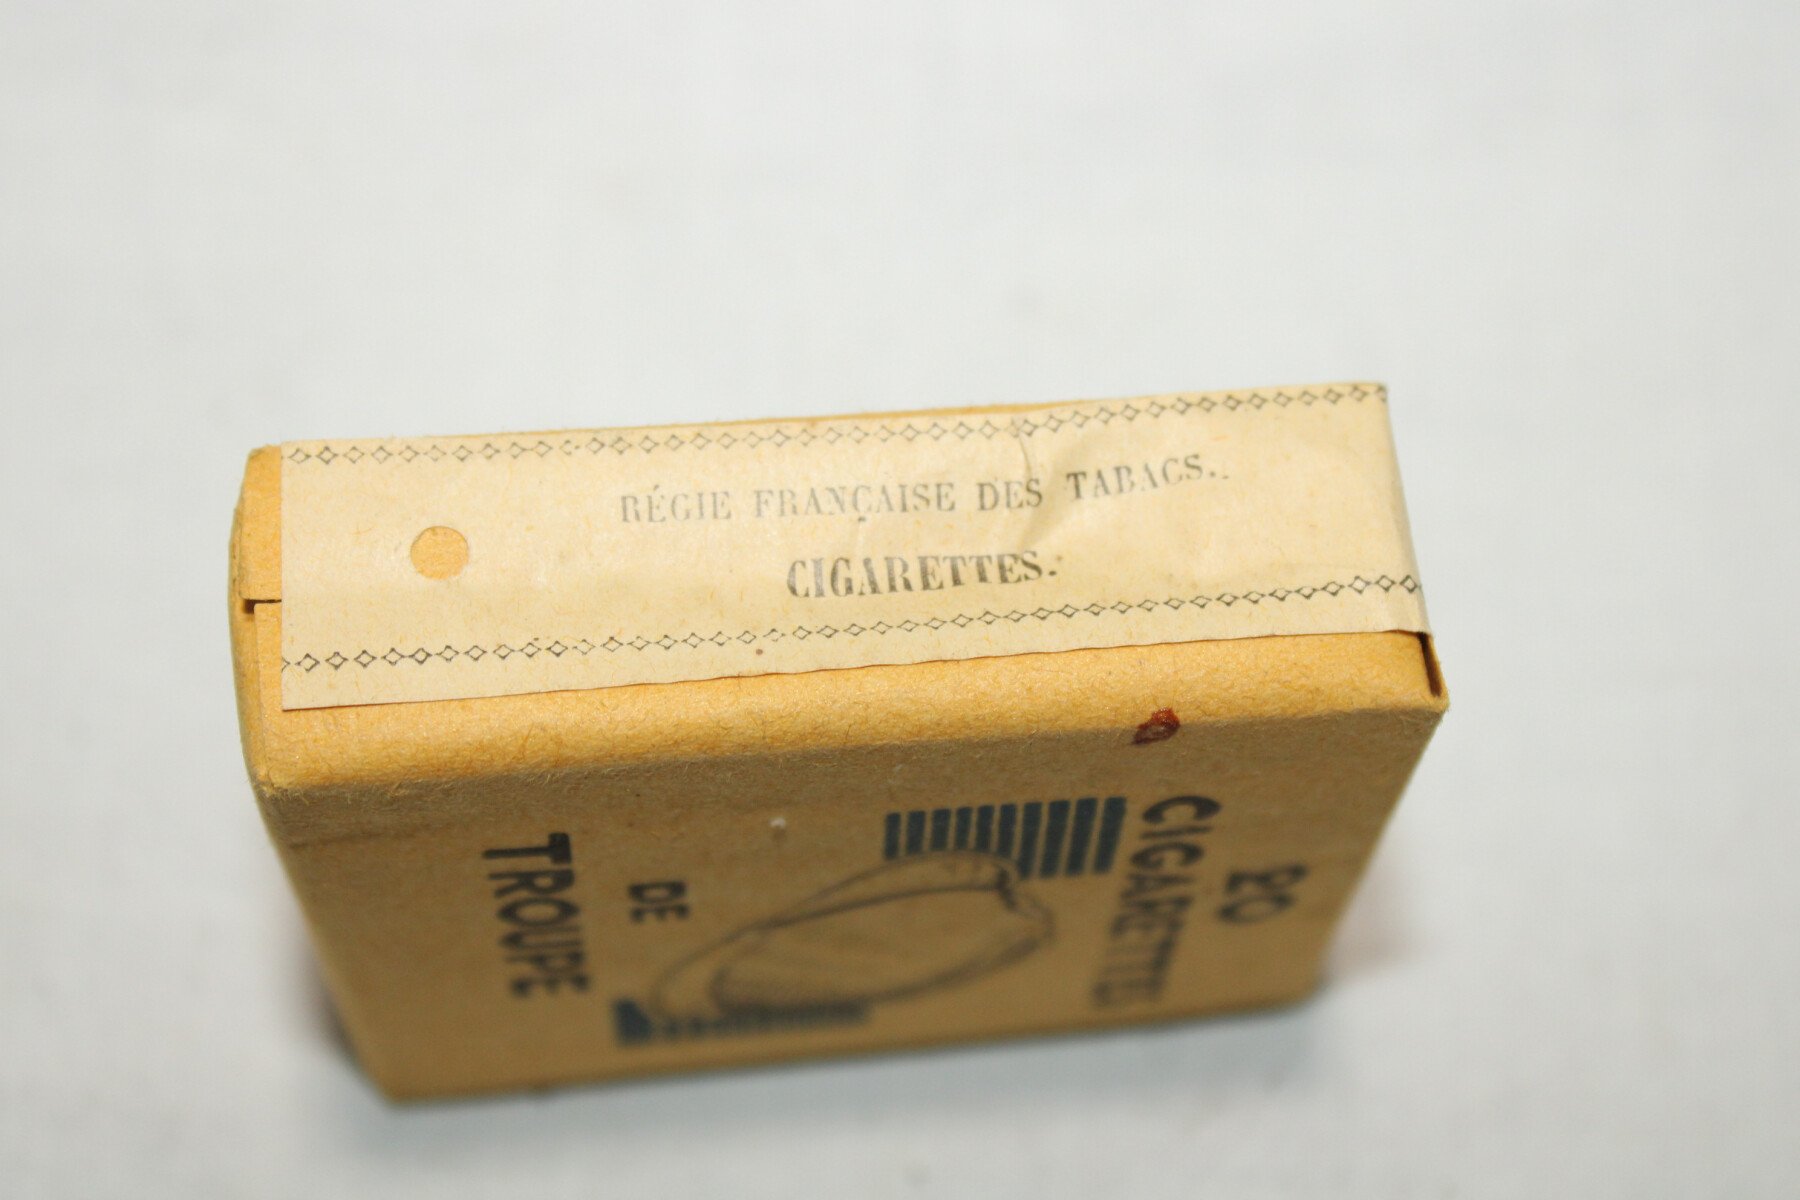 RÉGIE FRANÇAISE DES TABACS.
CIGARETTES.
20
CIGARETTES
DE
TROUPE